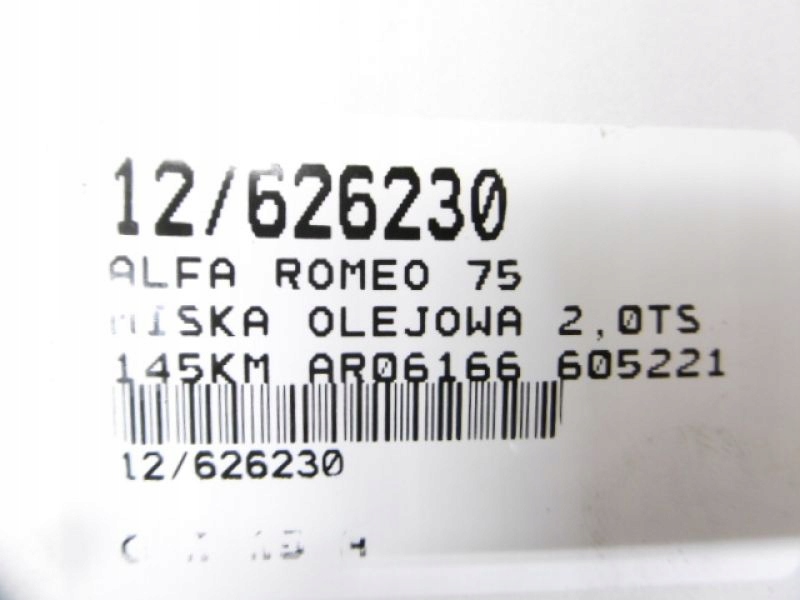 12/626230
ALFA ROMEO 75
MISKA OLEJOWA 2,0TS
145KM AR06166 605221
12/626230